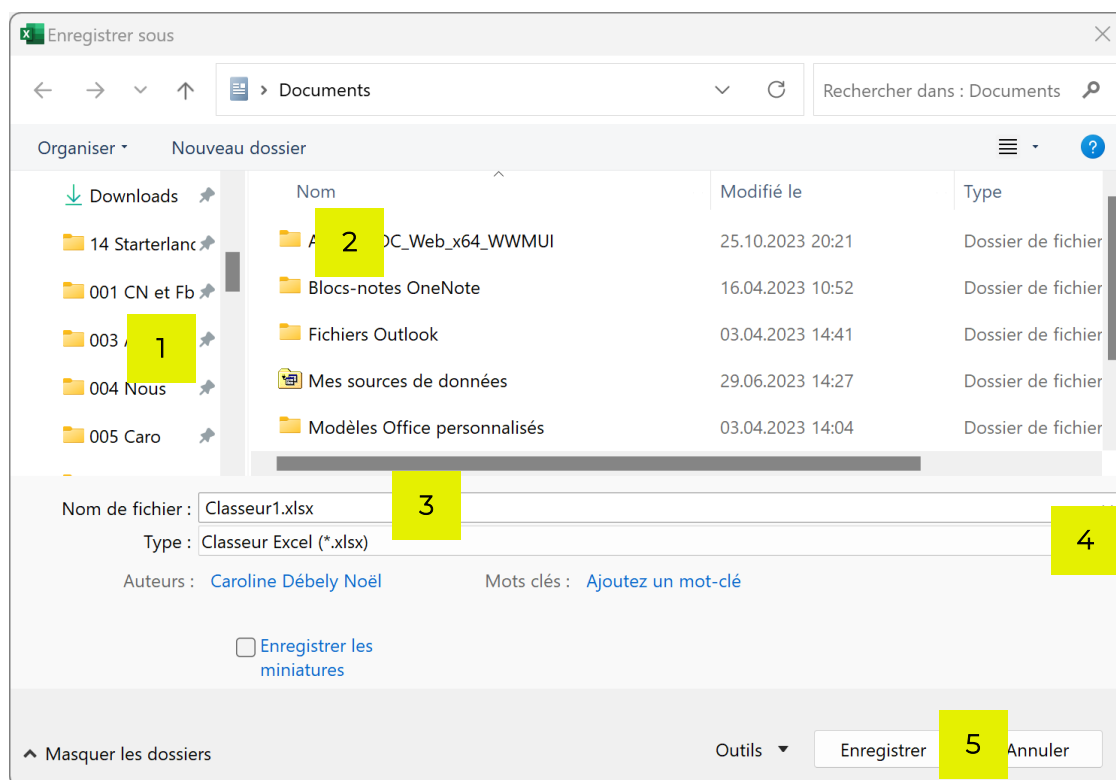 Enregistrer sous
Documents
Rechercher dans : Documents
Organiser
Nouveau dossier
?
Nom Modifié le Type
Downloads
2 DC_Web_x64_WWMUI 25.10.2023 20:21 Dossier de fichier
14 Starterlanc
Blocs-notes OneNote 16.04.2023 10:52 Dossier de fichier
001 CN et Fb
Fichiers Outlook 03.04.2023 14:41 Dossier de fichier
003
1
Mes sources de données 29.06.2023 14:27 Dossier de fichier
004 Nous
Modèles Office personnalisés 03.04.2023 14:04 Dossier de fichier
005 Caro
Nom de fichier : Classeur1.xlsx 3
Type : Classeur Excel (*.xlsx) 4
Auteurs : Caroline Débely Noël Mots clés : Ajoutez un mot-clé
Enregistrer les
miniatures
Masquer les dossiers
Outils Enregistrer 5 Annuler